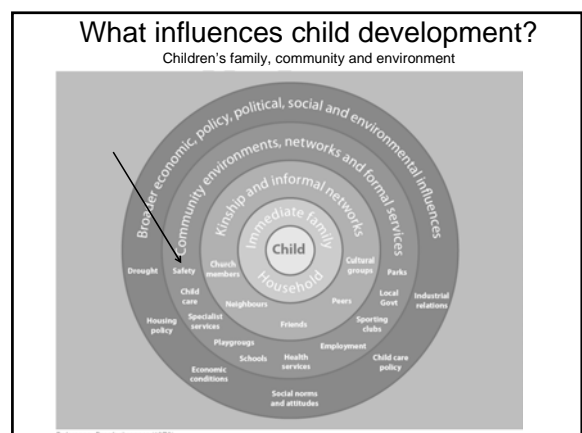 What influences child development?
Children's family, community and environment
Broader economic, policy, political, social and environmental influences
Community environments, networks and formal services
Kinship and informal networks
Immediate family
Child
Household
Drought
Safety
Church
members
Cultural
groups
Parks
Child
care
Neighbours
Peers
Local
Govt
Industrial
relations
Housing
policy
Specialist
services
Friends
Sporting
clubs
Playgroups
Schools
Health
services
Employment
Child care
policy
Economic
conditions
Social norms
and attitudes